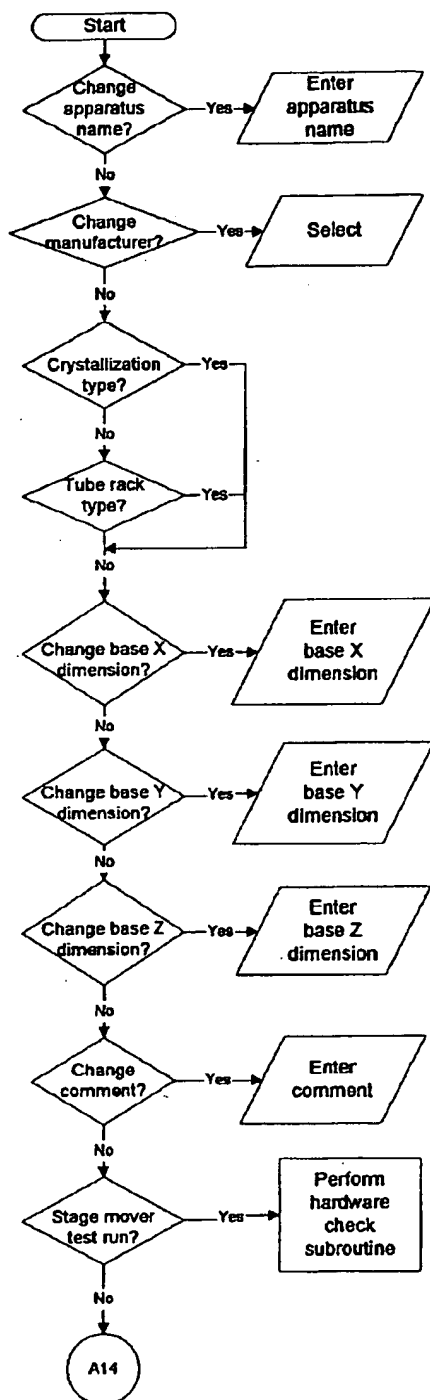 Start
Change
apparatus
name?
Yes
Enter
apparatus
name
No
Change
manufacturer?
Yes
Select
No
Crystallization
type?
Yes
No
Tube rack
type?
Yes
No
Change base X
dimension?
Yes
Enter
base X
dimension
No
Change base Y
dimension?
Yes
Enter
base Y
dimension
No
Change base Z
dimension?
Yes
Enter
base Z
dimension
No
Change
comment?
Yes
Enter
comment
No
Stage mover
test run?
Yes
Perform
hardware
check
subroutine
No
A14